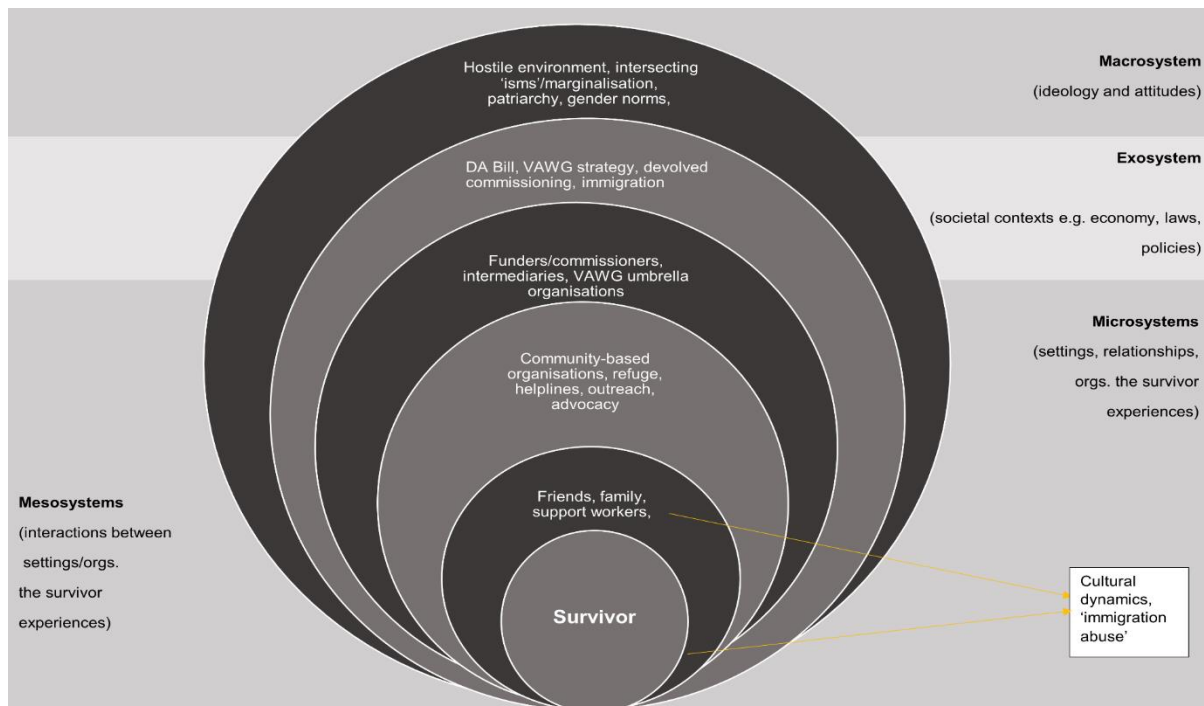 Hostile environment, intersecting
'isms'/marginalisation,
patriarchy, gender norms,
Macrosystem
(ideology and attitudes)
DA Bill, VAWG strategy, devolved
commissioning, immigration
Exosystem
(societal contexts e.g. economy, laws,
policies)
Funders/commissioners,
intermediaries, VAWG umbrella
organisations
Microsystems
(settings, relationships,
orgs. the survivor
experiences)
Community-based
organisations, refuge,
helplines, outreach,
advocacy
Friends, family,
support workers,
Mesosystems
(interactions between
settings/orgs.
the survivor
experiences)
Survivor
Cultural
dynamics,
'immigration
abuse'